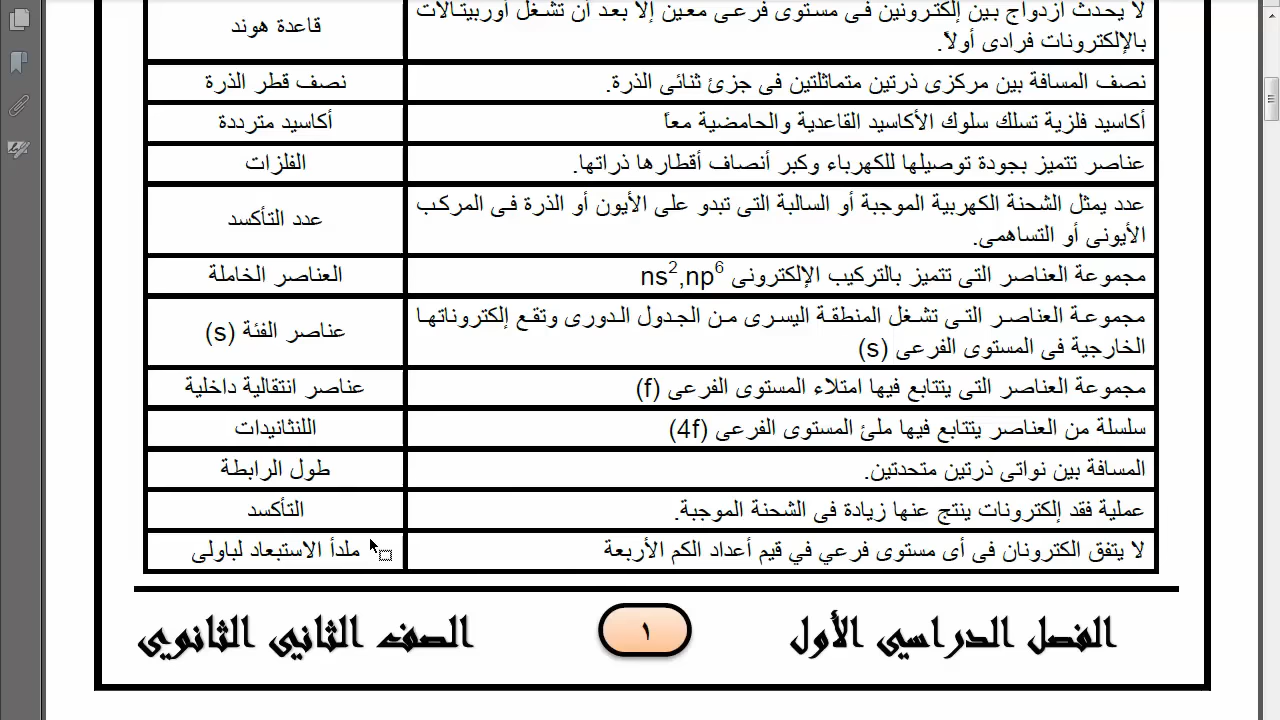 لا يحدث ازدواج بين إلكترونين فى مستوى فرعى معين إلا بعد أن تشغل أوربيتالات
بالإلكترونات فرادى أولاً.
قاعدة هوند
نصف المسافة بين مركزى ذرتين متماثلتين فى جزئ ثنائى الذرة.
نصف قطر الذرة
أكاسيد فلزية تسلك سلوك الأكاسيد القاعدية والحامضية معاً
أكاسيد مترددة
عناصر تتميز بجودة توصيلها للكهرباء وكبر أنصاف أقطارها ذراتها.
الفلزات
عدد يمثل الشحنة الكهربية الموجبة أو السالبة التى تبدو على الأيون أو الذرة فى المركب
الأيونى أو التساهمى.
عدد التأكسد
مجموعة العناصر التى تتميز بالتركيب الإلكترونى ns²,np⁶
العناصر الخاملة
مجموعة العناصر التى تشغل المنطقة اليسرى من الجدول الدورى وتقع إلكتروناتها
الخارجية فى المستوى الفرعى (s)
عناصر الفئة (s)
مجموعة العناصر التى يتتابع فيها امتلاء المستوى الفرعى (f)
عناصر انتقالية داخلية
سلسلة من العناصر يتتابع فيها ملئ المستوى الفرعى (4f)
اللنثانيدات
المسافة بين نواتى ذرتين متحدتين.
طول الرابطة
عملية فقد إلكترونات ينتج عنها زيادة فى الشحنة الموجبة.
التأكسد
لا يتفق الكترونان فى أى مستوى فرعي في قيم أعداد الكم الأربعة
ملدأ الاستبعاد لباولى
الفصل الدراسي الأول
١
الصف الثاني الثانوي